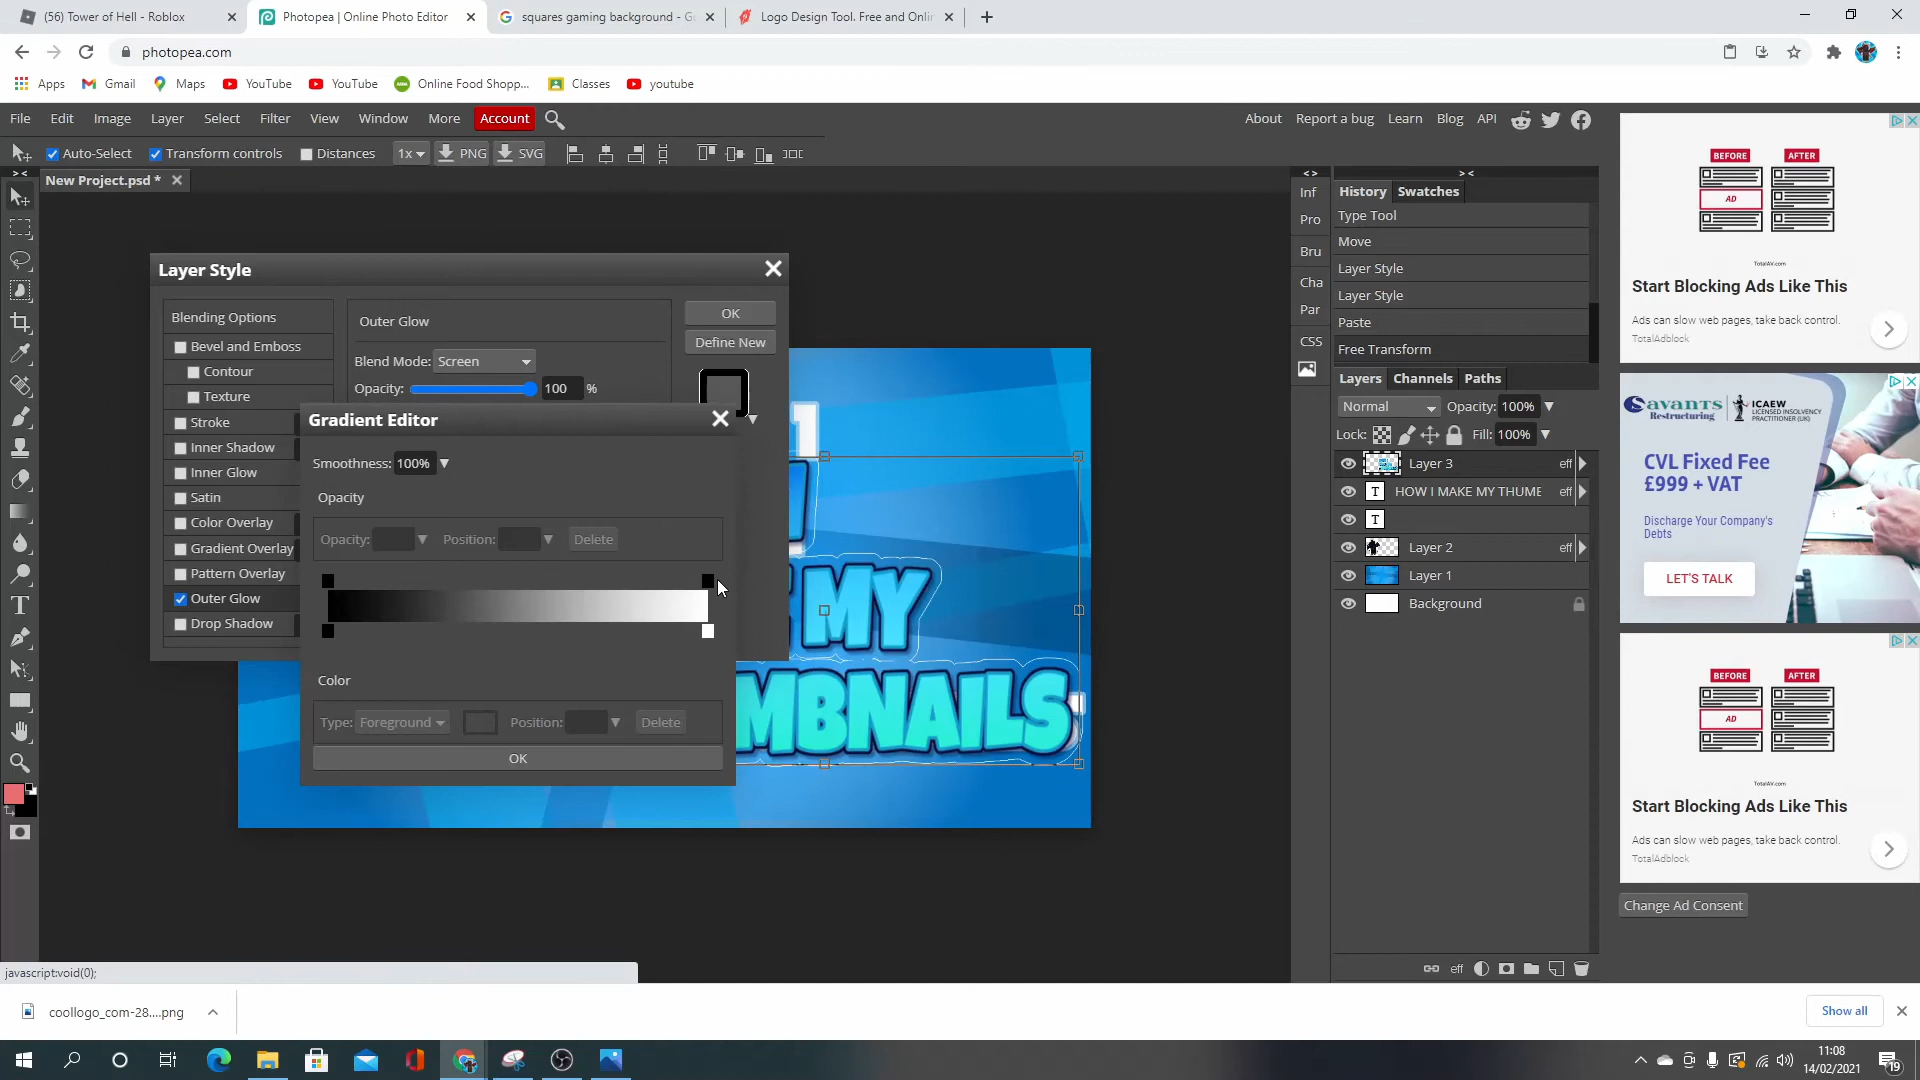 (56) Tower of Hell - Roblox
Photopea | Online Photo Editor
squares gaming background - G
Logo Design Tool. Free and Onli
photopea.com
Apps
Gmail
Maps
YouTube
YouTube
Online Food Shopp...
Classes
youtube
File Edit Image Layer Select Filter View Window More Account
About Report a bug Learn Blog API
Auto-Select Transform controls Distances 1x PNG SVG
New Project.psd *
Layer Style
Blending Options
Bevel and Emboss
Contour
Texture
Stroke
Inner Shadow
Inner Glow
Satin
Color Overlay
Gradient Overlay
Pattern Overlay
Outer Glow
Drop Shadow
Outer Glow
Blend Mode: Screen
Opacity: 100 %
OK
Define New
Gradient Editor
Smoothness: 100%
Opacity
Opacity: Position: Delete
Color
Type: Foreground Position: Delete
OK
MY
MBNAILS
Inf
Pro
Bru
Cha
Par
CSS
History Swatches
Type Tool
Move
Layer Style
Layer Style
Paste
Free Transform
Layers Channels Paths
Normal Opacity: 100%
Lock: Fill: 100%
Layer 3 eff
T HOW I MAKE MY THUME eff
T
Layer 2 eff
Layer 1
Background
eff
BEFORE AFTER
AD
TotalAV.com
Start Blocking Ads Like This
Ads can slow web pages, take back control.
TotalAdblock
SAVANTS Restructuring
ICAEW
LICENSED INSOLVENCY PRACTITIONER (UK)
CVL Fixed Fee
£999 + VAT
Discharge Your Company's
Debts
LET'S TALK
BEFORE AFTER
AD
TotalAV.com
Start Blocking Ads Like This
Ads can slow web pages, take back control.
TotalAdblock
Change Ad Consent
javascript:void(0);
coollogo_com-28....png
Show all
11:08
14/02/2021
19